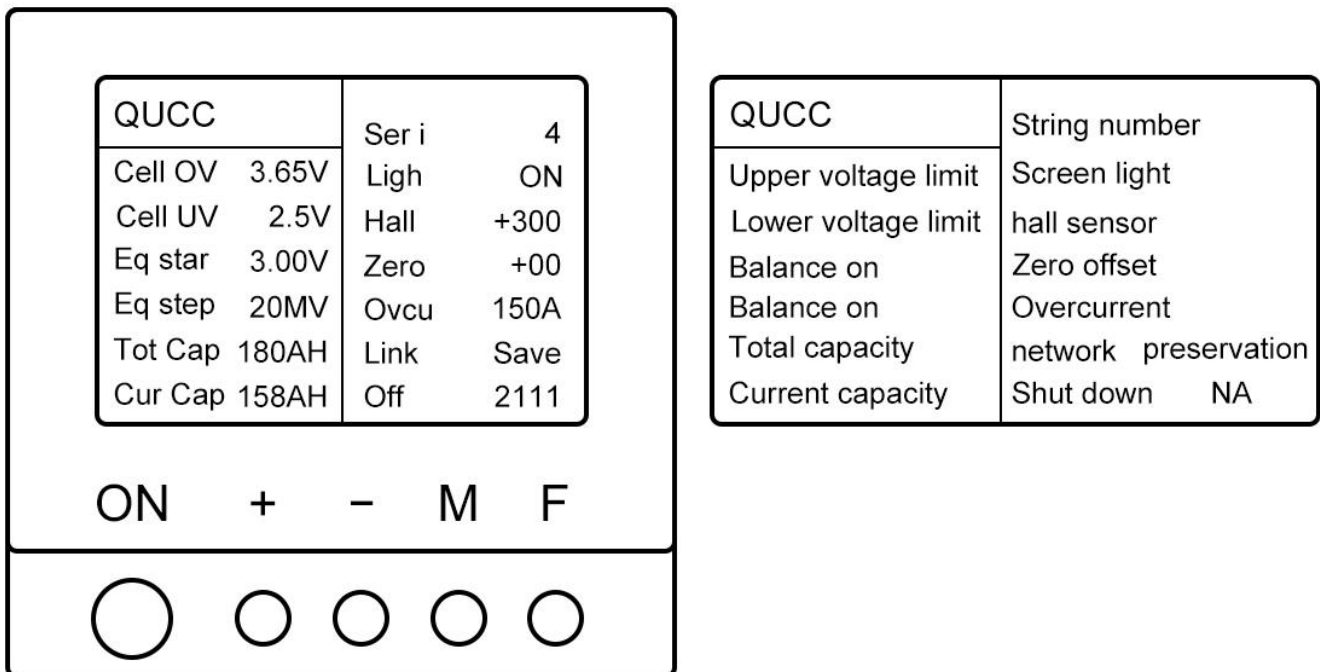 QUCC
Cell OV 3.65V
Cell UV 2.5V
Eq star 3.00V
Eq step 20MV
Tot Cap 180AH
Cur Cap 158AH
Ser i 4
Ligh ON
Hall +300
Zero +00
Ovcu 150A
Link Save
Off 2111
ON + − M F
QUCC
Upper voltage limit
Lower voltage limit
Balance on
Balance on
Total capacity
Current capacity
String number
Screen light
hall sensor
Zero offset
Overcurrent
network preservation
Shut down NA